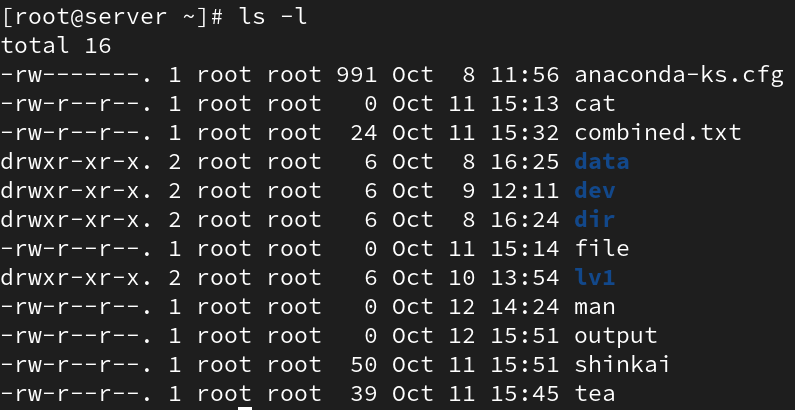 [root@server ~]# ls -l
total 16
-rw-------. 1 root root 991 Oct  8 11:56 anaconda-ks.cfg
-rw-r--r--. 1 root root   0 Oct 11 15:13 cat
-rw-r--r--. 1 root root  24 Oct 11 15:32 combined.txt
drwxr-xr-x. 2 root root   6 Oct  8 16:25 data
drwxr-xr-x. 2 root root   6 Oct  9 12:11 dev
drwxr-xr-x. 2 root root   6 Oct  8 16:24 dir
-rw-r--r--. 1 root root   0 Oct 11 15:14 file
drwxr-xr-x. 2 root root   6 Oct 10 13:54 lv1
-rw-r--r--. 1 root root   0 Oct 12 14:24 man
-rw-r--r--. 1 root root   0 Oct 12 15:51 output
-rw-r--r--. 1 root root  50 Oct 11 15:51 shinkai
-rw-r--r--. 1 root root  39 Oct 11 15:45 tea